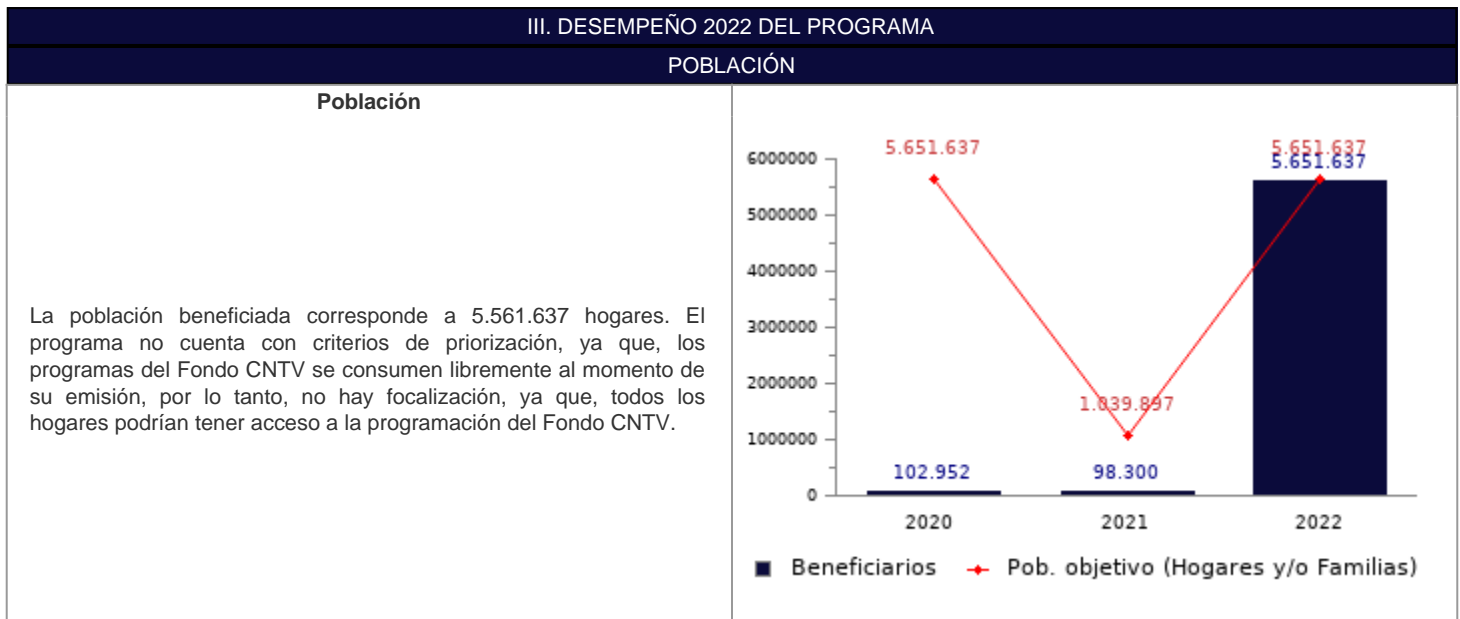 III. DESEMPEÑO 2022 DEL PROGRAMA
POBLACIÓN
Población
La población beneficiada corresponde a 5.561.637 hogares. El
programa no cuenta con criterios de priorización, ya que, los
programas del Fondo CNTV se consumen libremente al momento de
su emisión, por lo tanto, no hay focalización, ya que, todos los
hogares podrían tener acceso a la programación del Fondo CNTV.
5.651.637
5.651.637
5.651.637
1.039.897
102.952
98.300
6000000
5000000
4000000
3000000
2000000
1000000
0
2020
2021
2022
Beneficiarios
Pob. objetivo (Hogares y/o Familias)